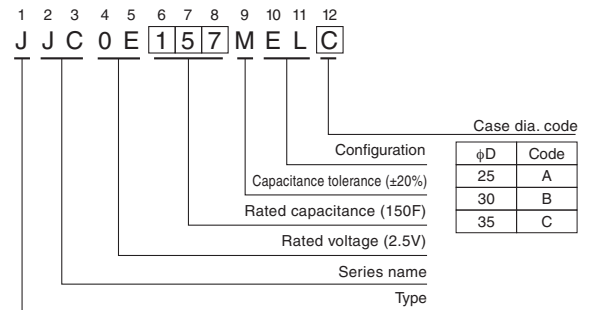 1 2 3 4 5 6 7 8 9 10 11 12
J J C 0 E 1 5 7 M E L C
Case dia. code
Configuration
Capacitance tolerance (±20%)
Rated capacitance (150F)
Rated voltage (2.5V)
Series name
Type
ϕD Code
25 A
30 B
35 C